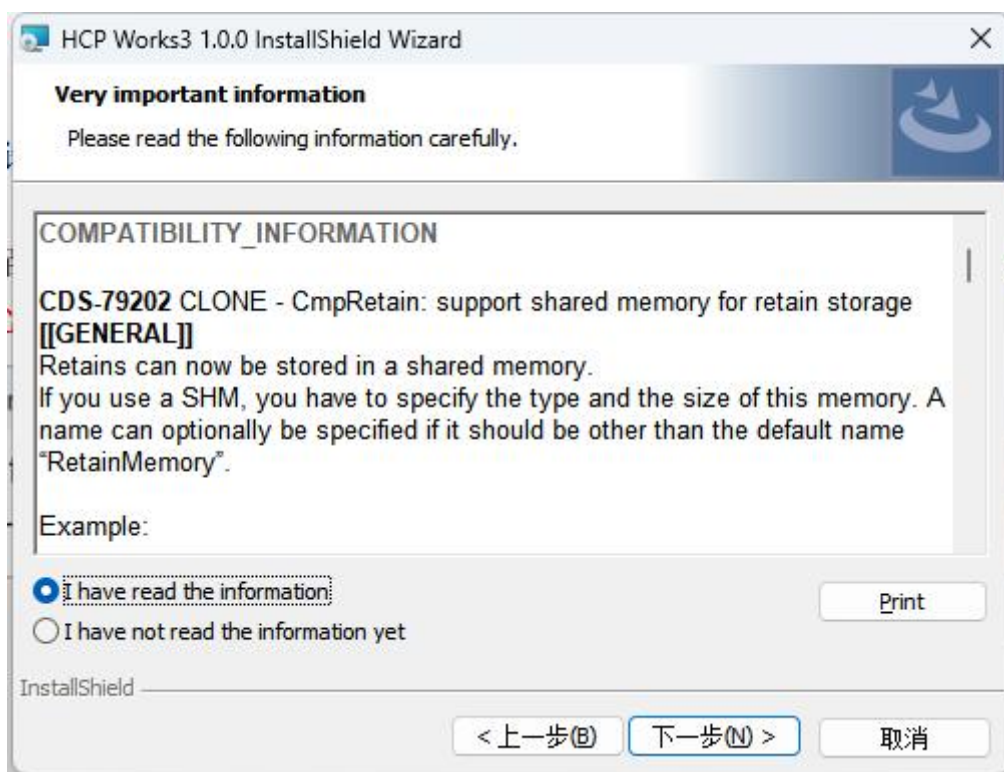 HCP Works3 1.0.0 InstallShield Wizard
Very important information
Please read the following information carefully.
COMPATIBILITY_INFORMATION
CDS-79202 CLONE - CmpRetain: support shared memory for retain storage
[[GENERAL]]
Retains can now be stored in a shared memory.
If you use a SHM, you have to specify the type and the size of this memory. A
name can optionally be specified if it should be other than the default name
“RetainMemory”.
Example:
I have read the information
Print
I have not read the information yet
InstallShield
< 上一步(B)
下一步(N) >
取消